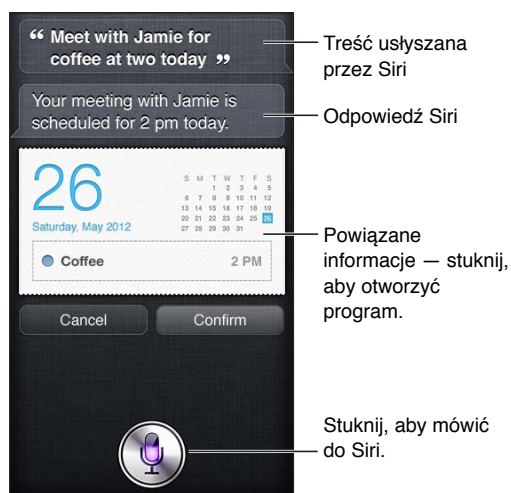 “ Meet with Jamie for
coffee at two today ”
Treść usłyszana
przez Siri
Your meeting with Jamie is
scheduled for 2 pm today.
Odpowiedź Siri
26
Saturday, May 2012
S M T W T F S
1 2 3 4 5
6 7 8 9 10 11 12
13 14 15 16 17 18 19
20 21 22 23 24 25 26
27 28 29 30 31
Coffee 2 PM
Powiązane
informacje — stuknij,
aby otworzyć
program.
Cancel Confirm
Stuknij, aby mówić
do Siri.